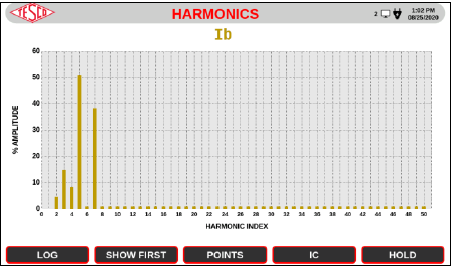 TESCO
HARMONICS
2
1:02 PM
08/25/2020
Ib
60
50
40
30
20
10
0
% AMPLITUDE
0 2 4 6 8 10 12 14 16 18 20 22 24 26 28 30 32 34 36 38 40 42 44 46 48 50
HARMONIC INDEX
LOG SHOW FIRST POINTS IC HOLD